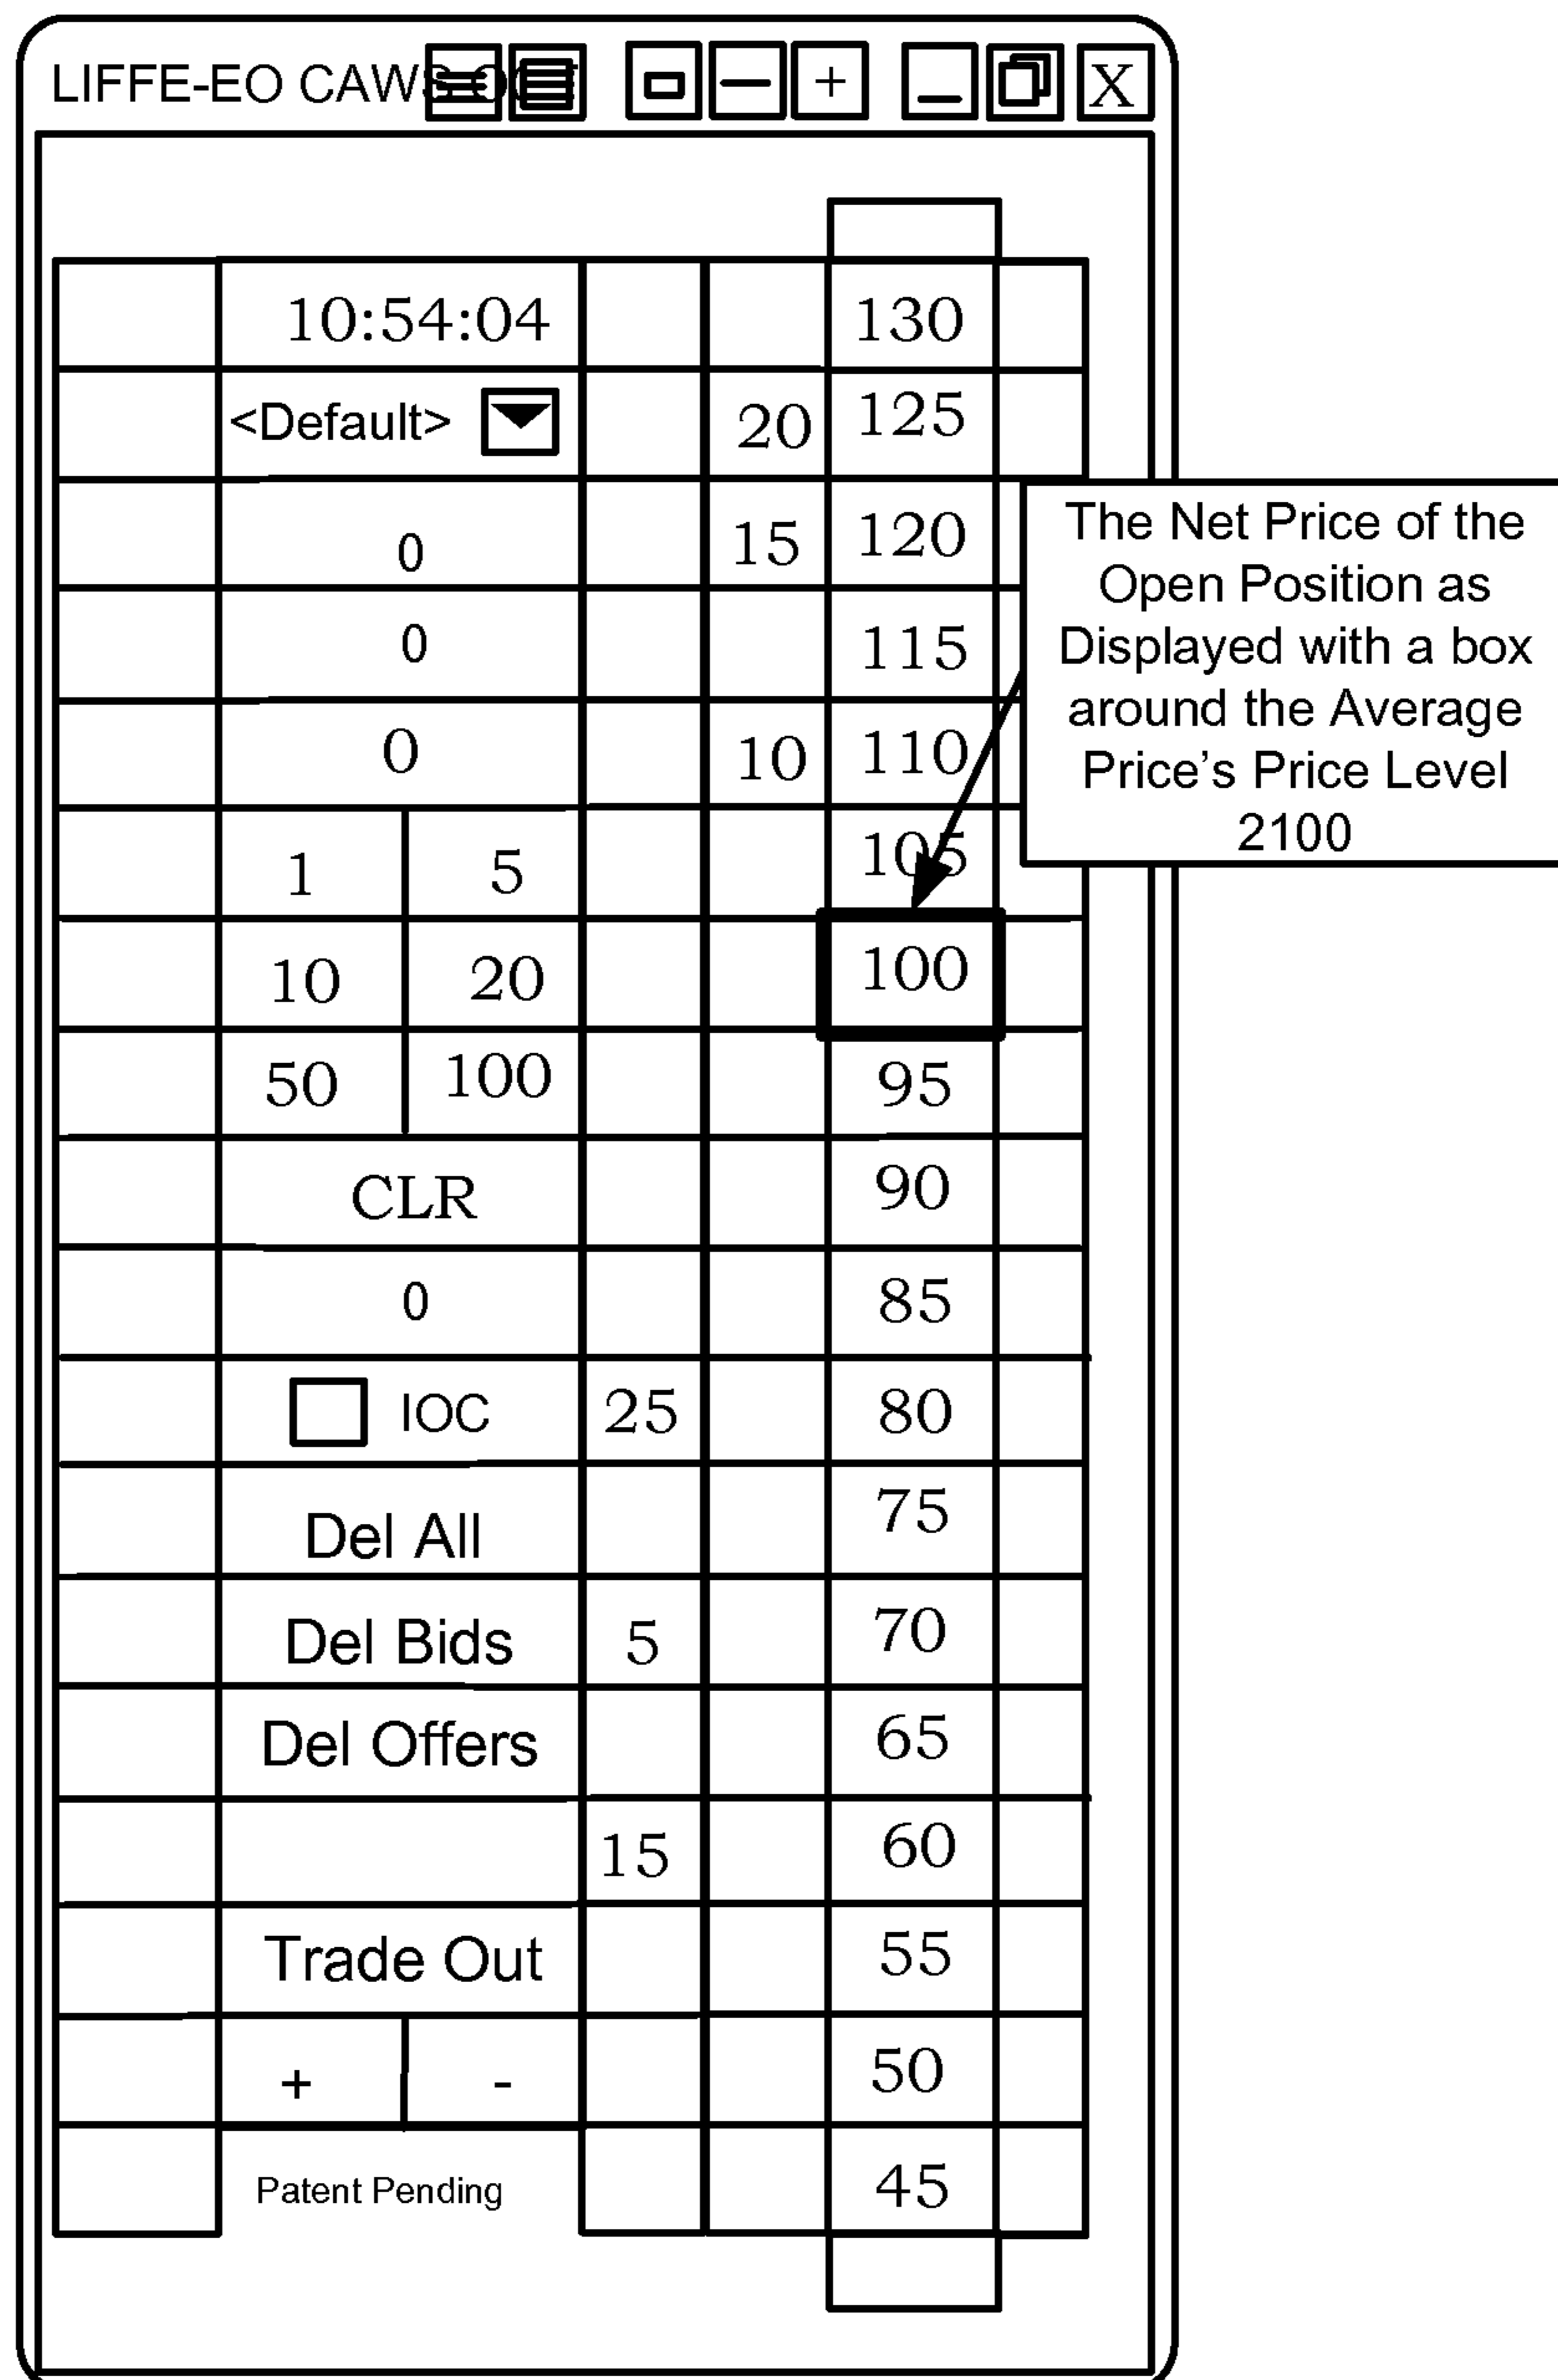 LIFFE-EO CAW
+ X
10:54:04 130
<Default> 20 125
0 15 120
0 115
0 10 110
1 5 105
10 20 100
50 100 95
CLR 90
0 85
IOC 25 80
Del All 75
Del Bids 5 70
Del Offers 65
15 60
Trade Out 55
+ - 50
Patent Pending 45
The Net Price of the
Open Position as
Displayed with a box
around the Average
Price's Price Level
2100